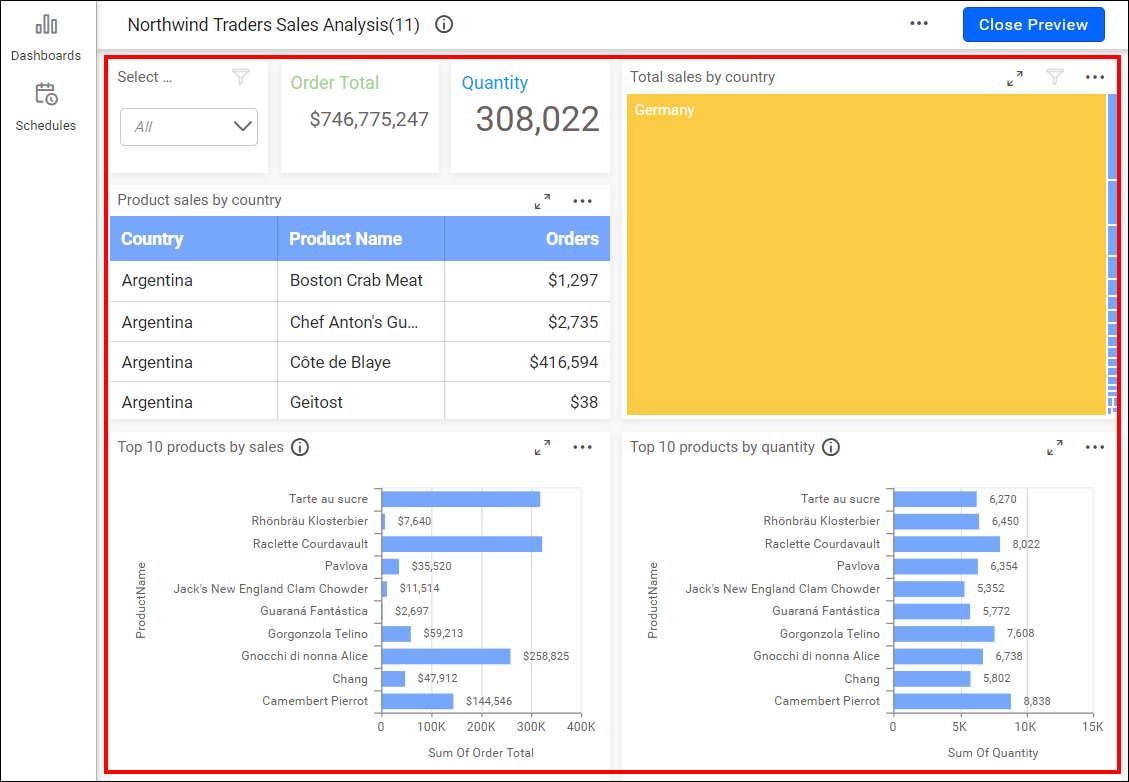 Northwind Traders Sales Analysis(11)
Close Preview
Dashboards
Schedules
Select ...
All
Order Total
$746,775,247
Quantity
308,022
Total sales by country
Germany
Product sales by country
Country Product Name Orders
Argentina Boston Crab Meat $1,297
Argentina Chef Anton's Gu... $2,735
Argentina Côte de Blaye $416,594
Argentina Geitost $38
Top 10 products by sales
ProductName
Tarte au sucre
Rhönbräu Klosterbier $7,640
Raclette Courdavault
Pavlova $35,520
Jack's New England Clam Chowder $11,514
Guaraná Fantástica $2,697
Gorgonzola Telino $59,213
Gnocchi di nonna Alice $258,825
Chang $47,912
Camembert Pierrot $144,546
0 100K 200K 300K 400K
Sum Of Order Total
Top 10 products by quantity
ProductName
Tarte au sucre 6,270
Rhönbräu Klosterbier 6,450
Raclette Courdavault 8,022
Pavlova 6,354
Jack's New England Clam Chowder 5,352
Guaraná Fantástica 5,772
Gorgonzola Telino 7,608
Gnocchi di nonna Alice 6,738
Chang 5,802
Camembert Pierrot 8,838
0 5K 10K 15K
Sum Of Quantity